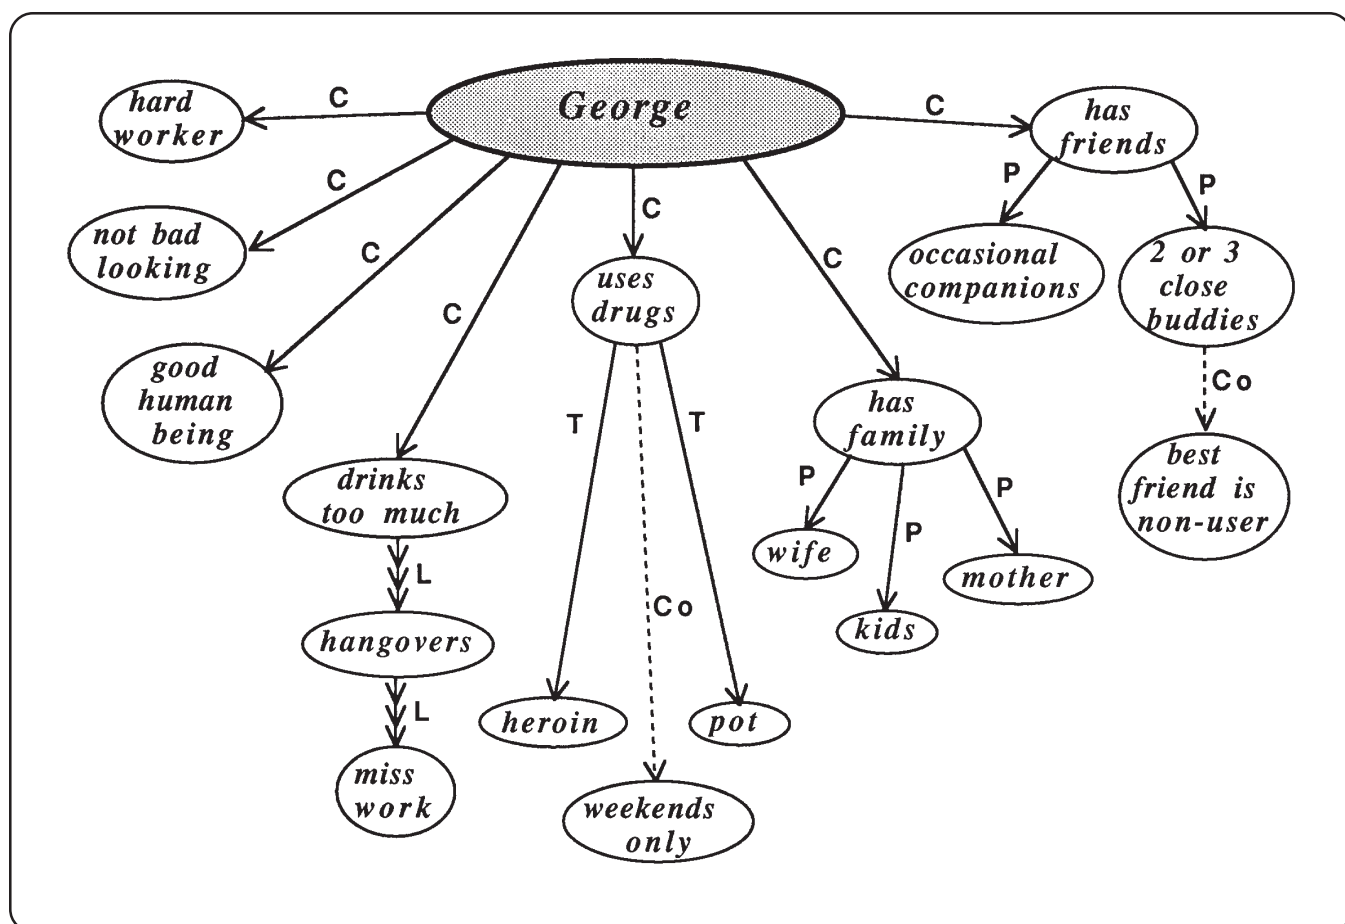 George
C
hard
worker
C
not bad
looking
C
good
human
being
C
drinks
too much
L
hangovers
L
miss
work
C
uses
drugs
T
heroin
Co
weekends
only
T
pot
C
has
family
P
wife
P
kids
P
mother
C
has
friends
P
occasional
companions
P
2 or 3
close
buddies
Co
best
friend is
non-user